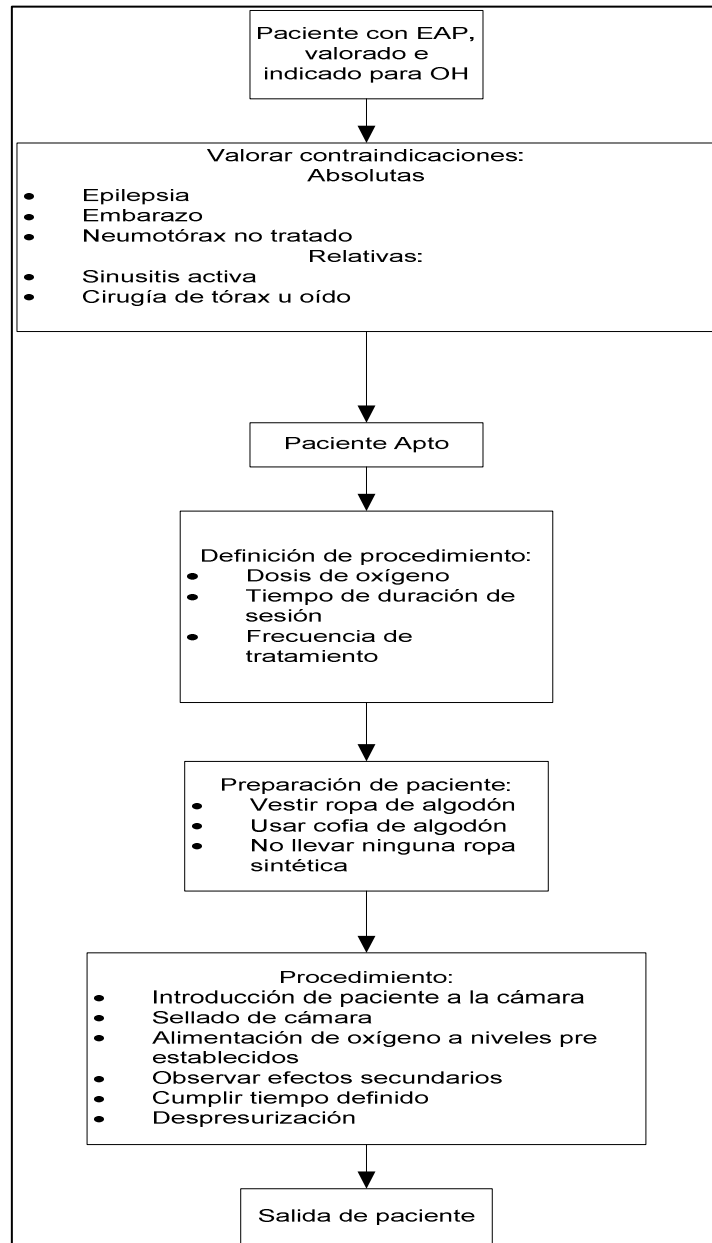 Paciente con EAP,
valorado e
indicado para OH
Valorar contraindicaciones:
Absolutas
• Epilepsia
• Embarazo
• Neumotórax no tratado
Relativas:
• Sinusitis activa
• Cirugía de tórax u oído
Paciente Apto
Definición de procedimiento:
• Dosis de oxígeno
• Tiempo de duración de
sesión
• Frecuencia de
tratamiento
Preparación de paciente:
• Vestir ropa de algodón
• Usar cofia de algodón
• No llevar ninguna ropa
sintética
Procedimiento:
• Introducción de paciente a la cámara
• Sellado de cámara
• Alimentación de oxígeno a niveles pre
establecidos
• Observar efectos secundarios
• Cumplir tiempo definido
• Despresurización
Salida de paciente